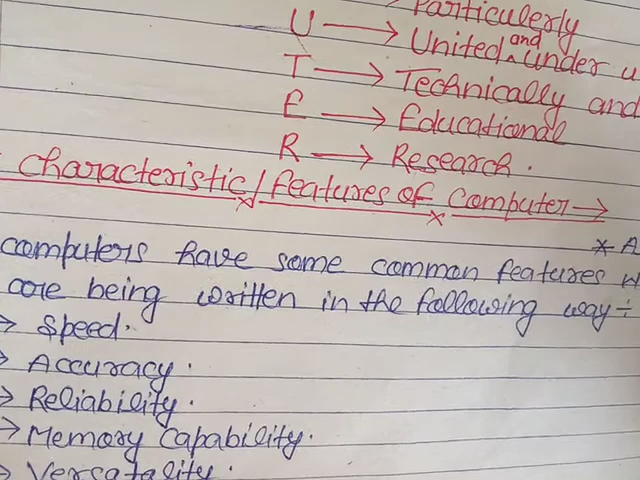 Particulerly
U → United and under u
T → Technically and
E → Educational
R → Research.
Characteristic/features of Computer →
* A
computers have some common features w
are being written in the following way ÷
→ Speed.
→ Accuracy.
→ Reliability.
→ Memory Capability.
→ Versatality.